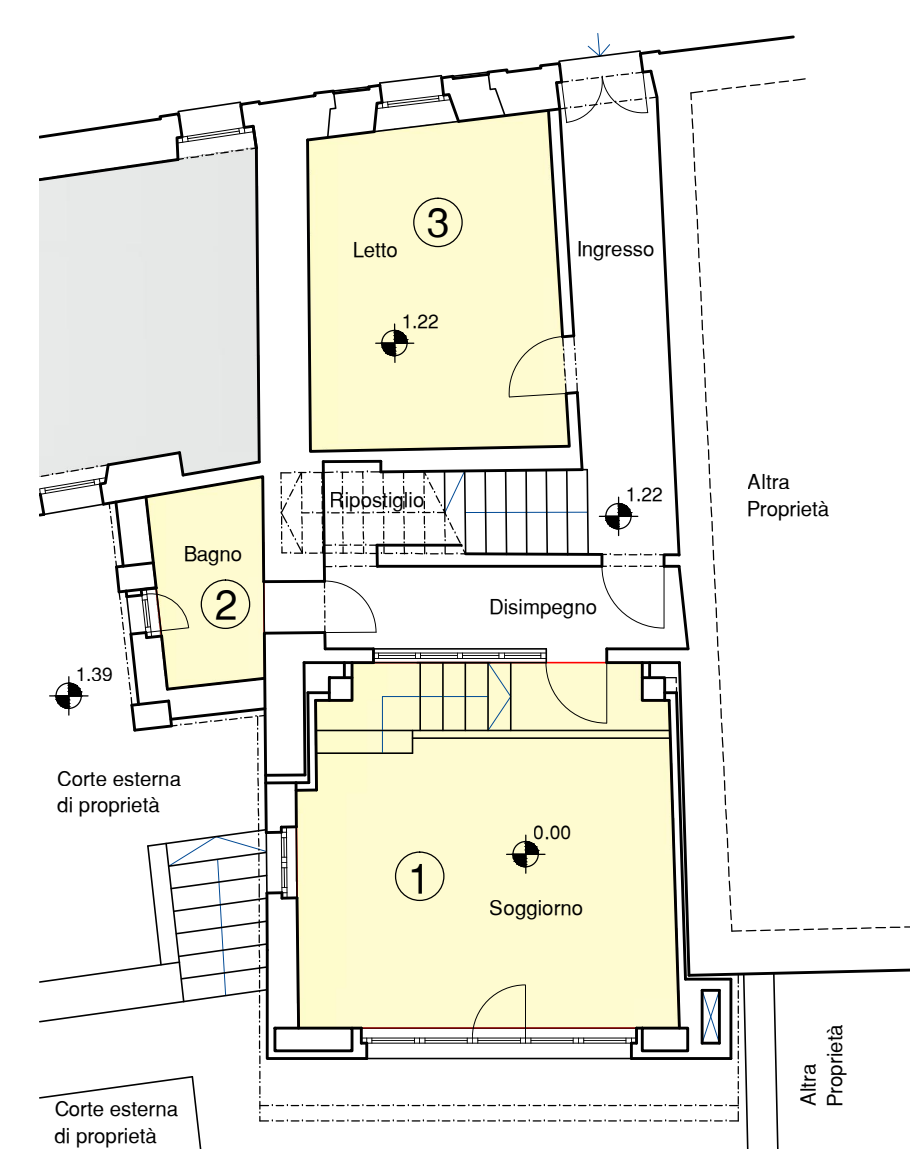 3
Letto
Ingresso
1.22
Ripostiglio
1.22
Altra
Proprietà
Bagno
2
Disimpegno
1.39
Corte esterna
di proprietà
0.00
1
Soggiorno
Altra
Proprietà
Corte esterna
di proprietà